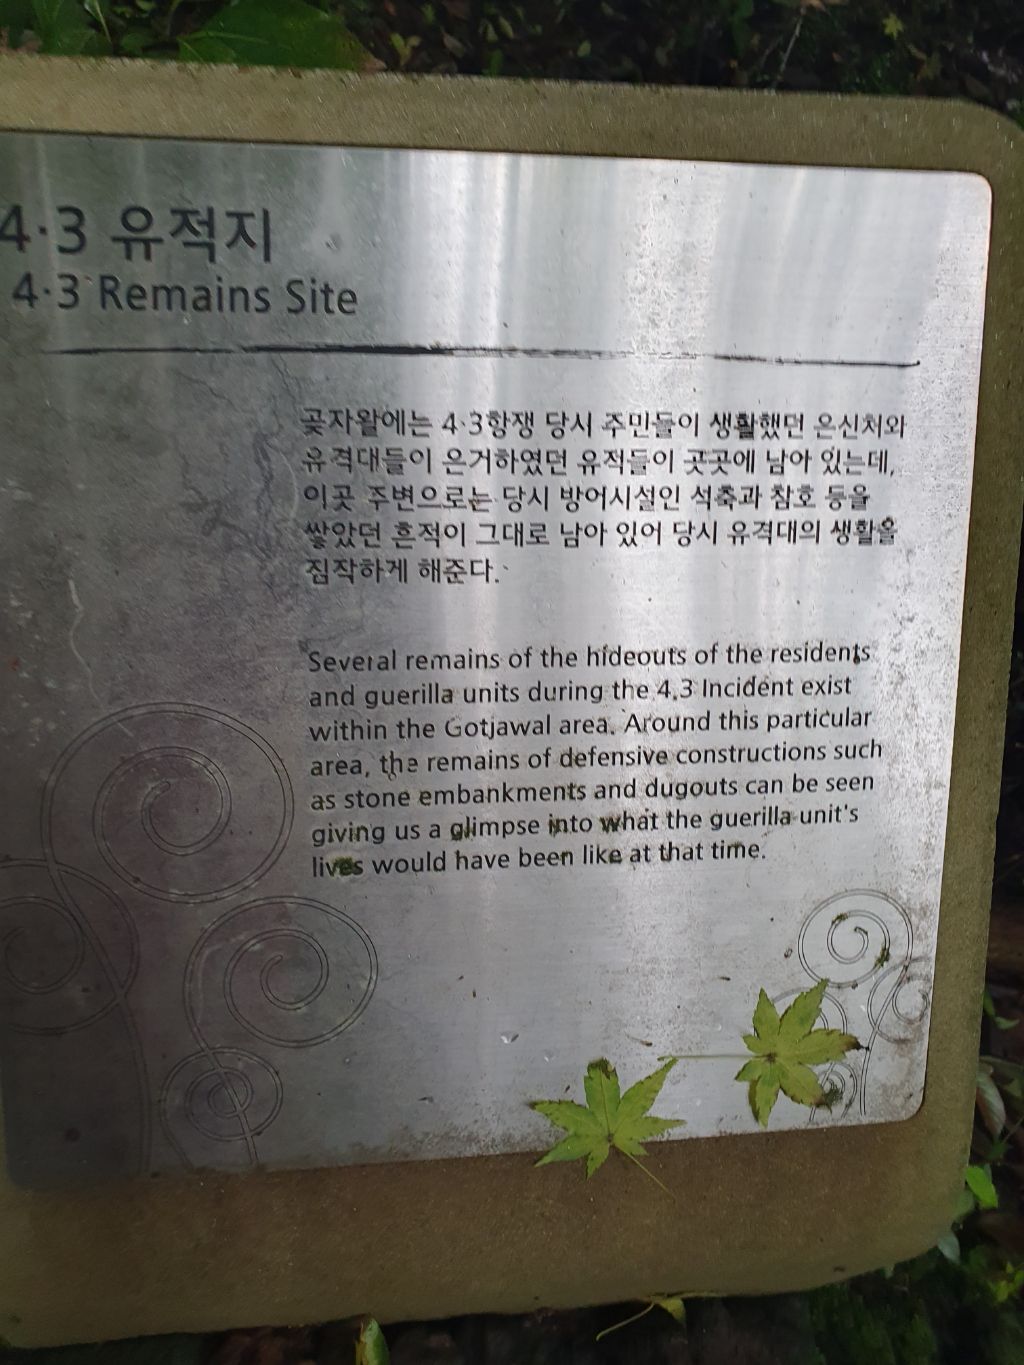 4·3 유적지
4·3 Remains Site
곶자왈에는 4·3항쟁 당시 주민들이 생활했던 은신처와
유격대들이 은거하였던 유적들이 곳곳에 남아 있는데,
이곳 주변으로는 당시 방어시설인 석축과 참호 등을
쌓았던 흔적이 그대로 남아 있어 당시 유격대의 생활을
짐작하게 해준다.
Several remains of the hideouts of the residents
and guerilla units during the 4.3 Incident exist
within the Gotjawal area. Around this particular
area, the remains of defensive constructions such
as stone embankments and dugouts can be seen
giving us a glimpse into what the guerilla unit's
lives would have been like at that time.